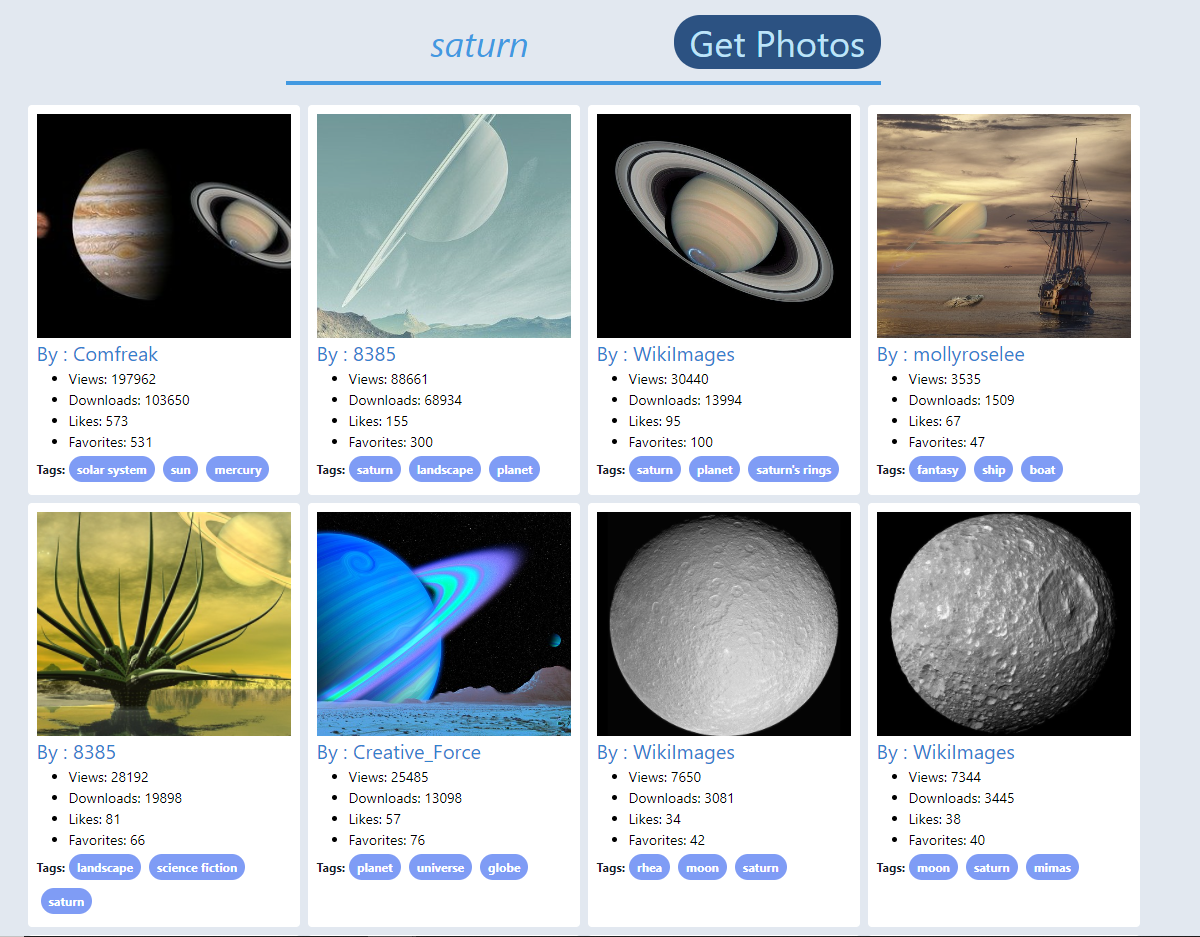 saturn
Get Photos
By : Comfreak
Views: 197962
Downloads: 103650
Likes: 573
Favorites: 531
Tags: solar system sun mercury
By : 8385
Views: 88661
Downloads: 68934
Likes: 155
Favorites: 300
Tags: saturn landscape planet
By : WikiImages
Views: 30440
Downloads: 13994
Likes: 95
Favorites: 100
Tags: saturn planet saturn's rings
By : mollyroselee
Views: 3535
Downloads: 1509
Likes: 67
Favorites: 47
Tags: fantasy ship boat
By : 8385
Views: 28192
Downloads: 19898
Likes: 81
Favorites: 66
Tags: landscape science fiction
saturn
By : Creative_Force
Views: 25485
Downloads: 13098
Likes: 57
Favorites: 76
Tags: planet universe globe
By : WikiImages
Views: 7650
Downloads: 3081
Likes: 34
Favorites: 42
Tags: rhea moon saturn
By : WikiImages
Views: 7344
Downloads: 3445
Likes: 38
Favorites: 40
Tags: moon saturn mimas